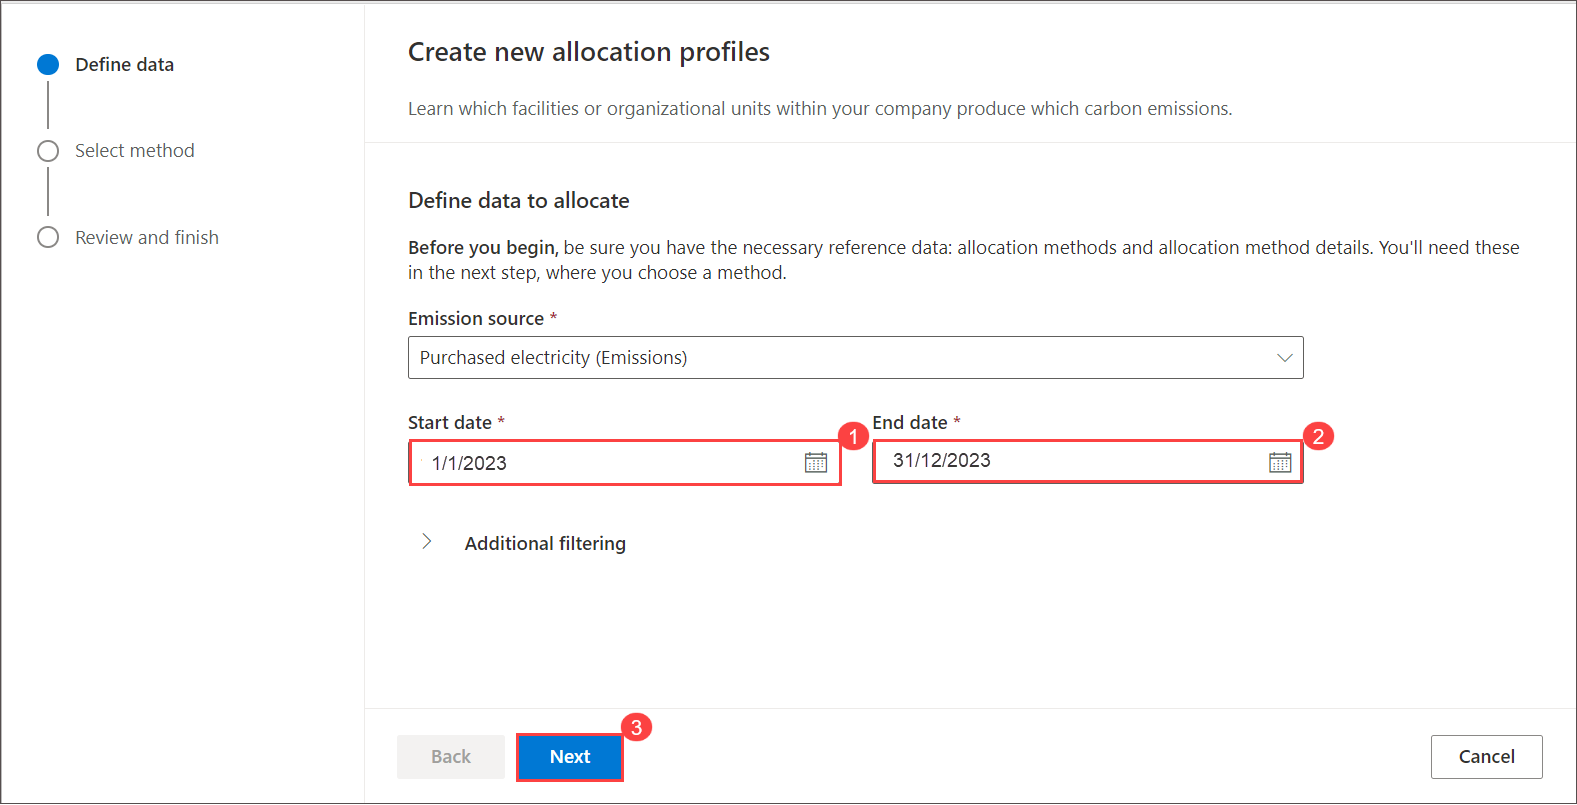 Define data
Select method
Review and finish
Create new allocation profiles
Learn which facilities or organizational units within your company produce which carbon emissions.
Define data to allocate
Before you begin, be sure you have the necessary reference data: allocation methods and allocation method details. You'll need these
in the next step, where you choose a method.
Emission source *
Purchased electricity (Emissions)
Start date *
1
End date *
2
1/1/2023
31/12/2023
Additional filtering
Back
Next
3
Cancel